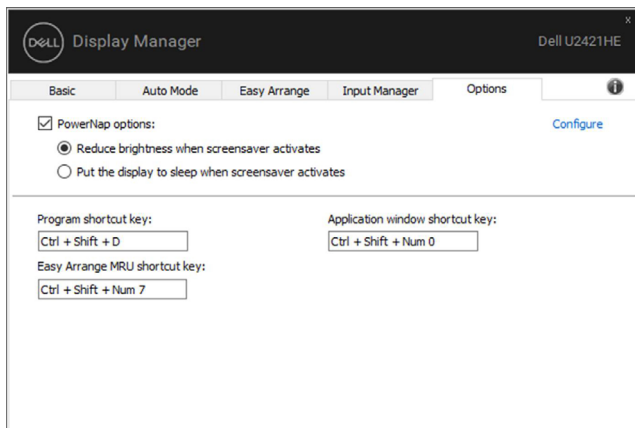 x
DELL Display Manager
Dell U2421HE
Basic
Auto Mode
Easy Arrange
Input Manager
Options
i
PowerNap options:
Configure
Reduce brightness when screensaver activates
Put the display to sleep when screensaver activates
Program shortcut key:
Application window shortcut key:
Ctrl + Shift + D
Ctrl + Shift + Num 0
Easy Arrange MRU shortcut key:
Ctrl + Shift + Num 7